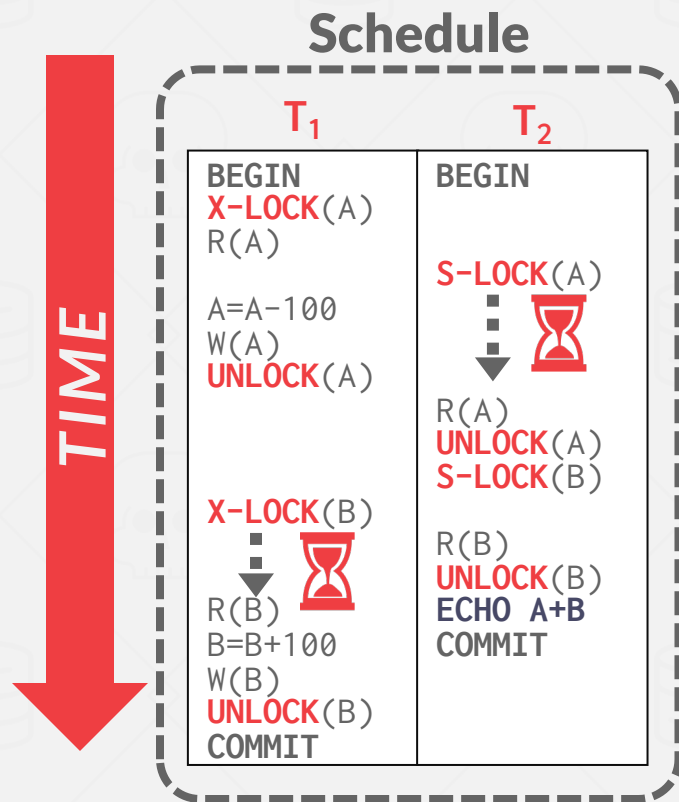 Schedule
TIME
T1
T2
BEGIN
X-LOCK(A)
R(A)
A=A-100
W(A)
UNLOCK(A)
X-LOCK(B)
R(B)
B=B+100
W(B)
UNLOCK(B)
COMMIT
BEGIN
S-LOCK(A)
R(A)
UNLOCK(A)
S-LOCK(B)
R(B)
UNLOCK(B)
ECHO A+B
COMMIT